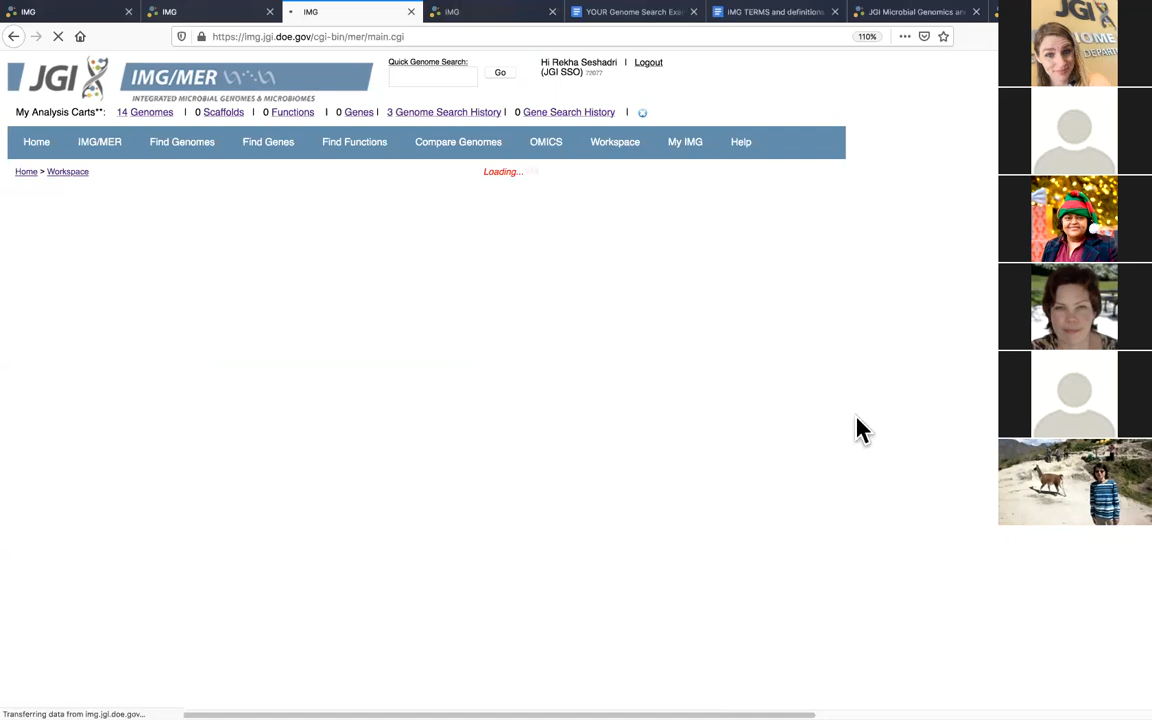 IMG IMG IMG IMG YOUR Genome Search Exe IMG TERMS and definitions JGI Microbial Genomics an
https://img.jgi.doe.gov/cgi-bin/mer/main.cgi 110%
JGI IMG/MER
INTEGRATED MICROBIAL GENOMES & MICROBIOMES
Quick Genome Search:
Go
Hi Rekha Seshadri | Logout
(JGI SSO) 72077
My Analysis Carts**: 14 Genomes | 0 Scaffolds | 0 Functions | 0 Genes | 3 Genome Search History | 0 Gene Search History |
Home IMG/MER Find Genomes Find Genes Find Functions Compare Genomes OMICS Workspace My IMG Help
Home > Workspace
Loading...
JGI
Transferring data from img.jgi.doe.gov...